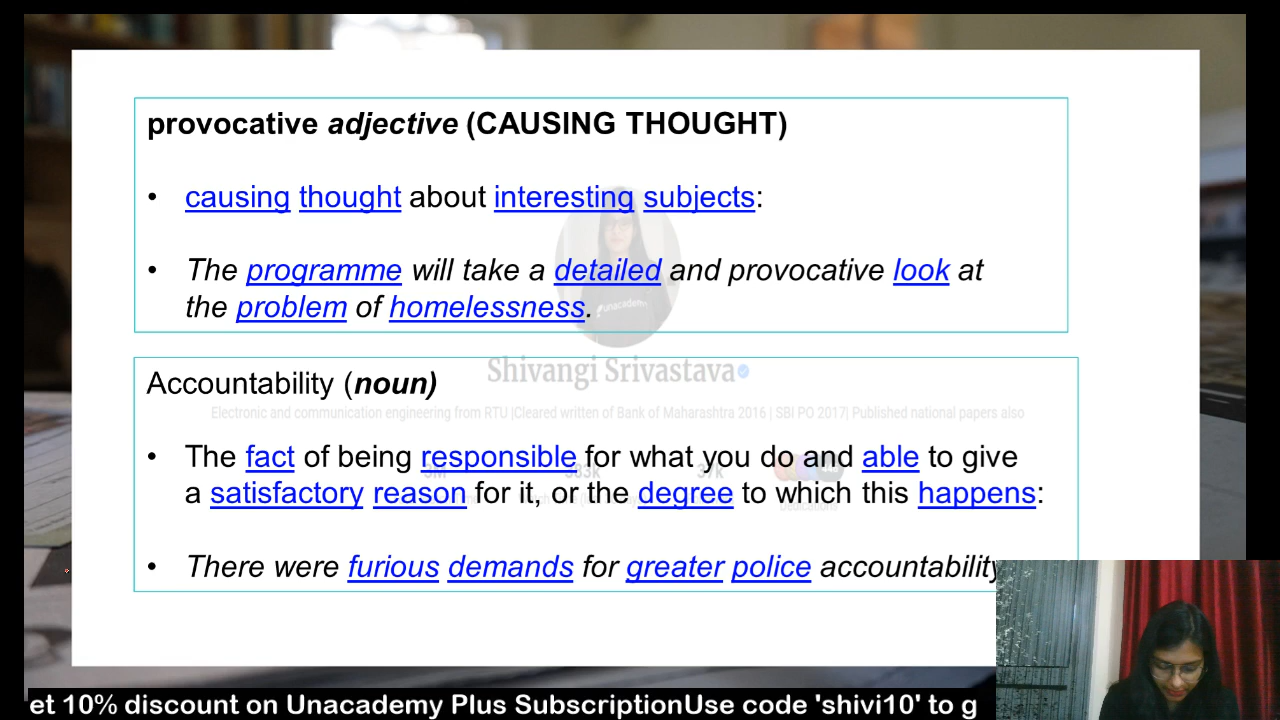 provocative adjective (CAUSING THOUGHT)
• causing thought about interesting subjects:
• The programme will take a detailed and provocative look at
the problem of homelessness.
unacademy
Shivangi Srivastava
Electronic and communication engineering from RTU |Cleared written of Bank of Maharashtra 2016 | SBI PO 2017| Published national papers also
Accountability (noun)
• The fact of being responsible for what you do and able to give
a satisfactory reason for it, or the degree to which this happens:
• There were furious demands for greater police accountability
et 10% discount on Unacademy Plus SubscriptionUse code 'shivi10' to g